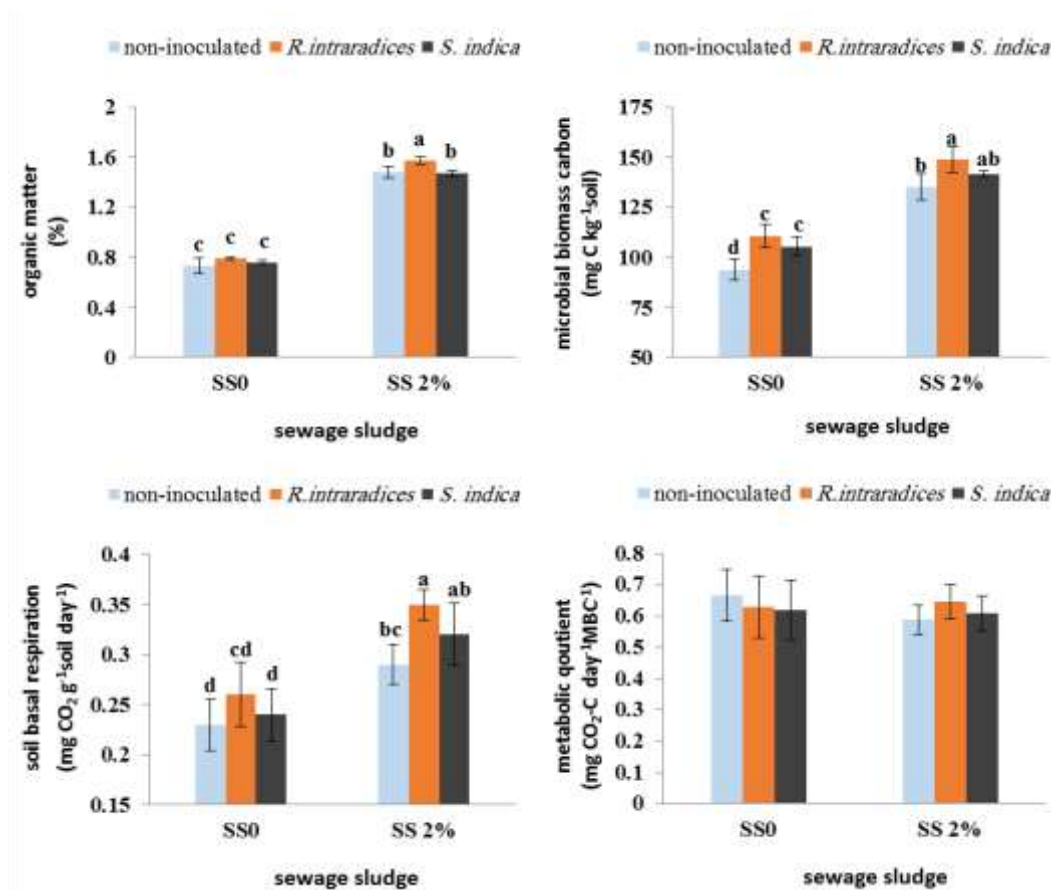 non-inoculated R.intraradices S. indica
organic matter
(%)
2
1.6
1.2
0.8
0.4
0
c c c b a b
SS0 SS 2%
sewage sludge
non-inoculated R.intraradices S. indica
microbial biomass carbon
(mg C kg⁻¹soil)
175
150
125
100
75
50
d c c b a ab
SS0 SS 2%
sewage sludge
non-inoculated R.intraradices S. indica
soil basal respiration
(mg CO₂ g⁻¹soil day⁻¹)
0.4
0.35
0.3
0.25
0.2
0.15
d cd d bc a ab
SS0 SS 2%
sewage sludge
non-inoculated R.intraradices S. indica
metabolic qoutient
(mg CO₂-C day⁻¹MBC⁻¹)
0.8
0.7
0.6
0.5
0.4
0.3
0.2
0.1
0
SS0 SS 2%
sewage sludge